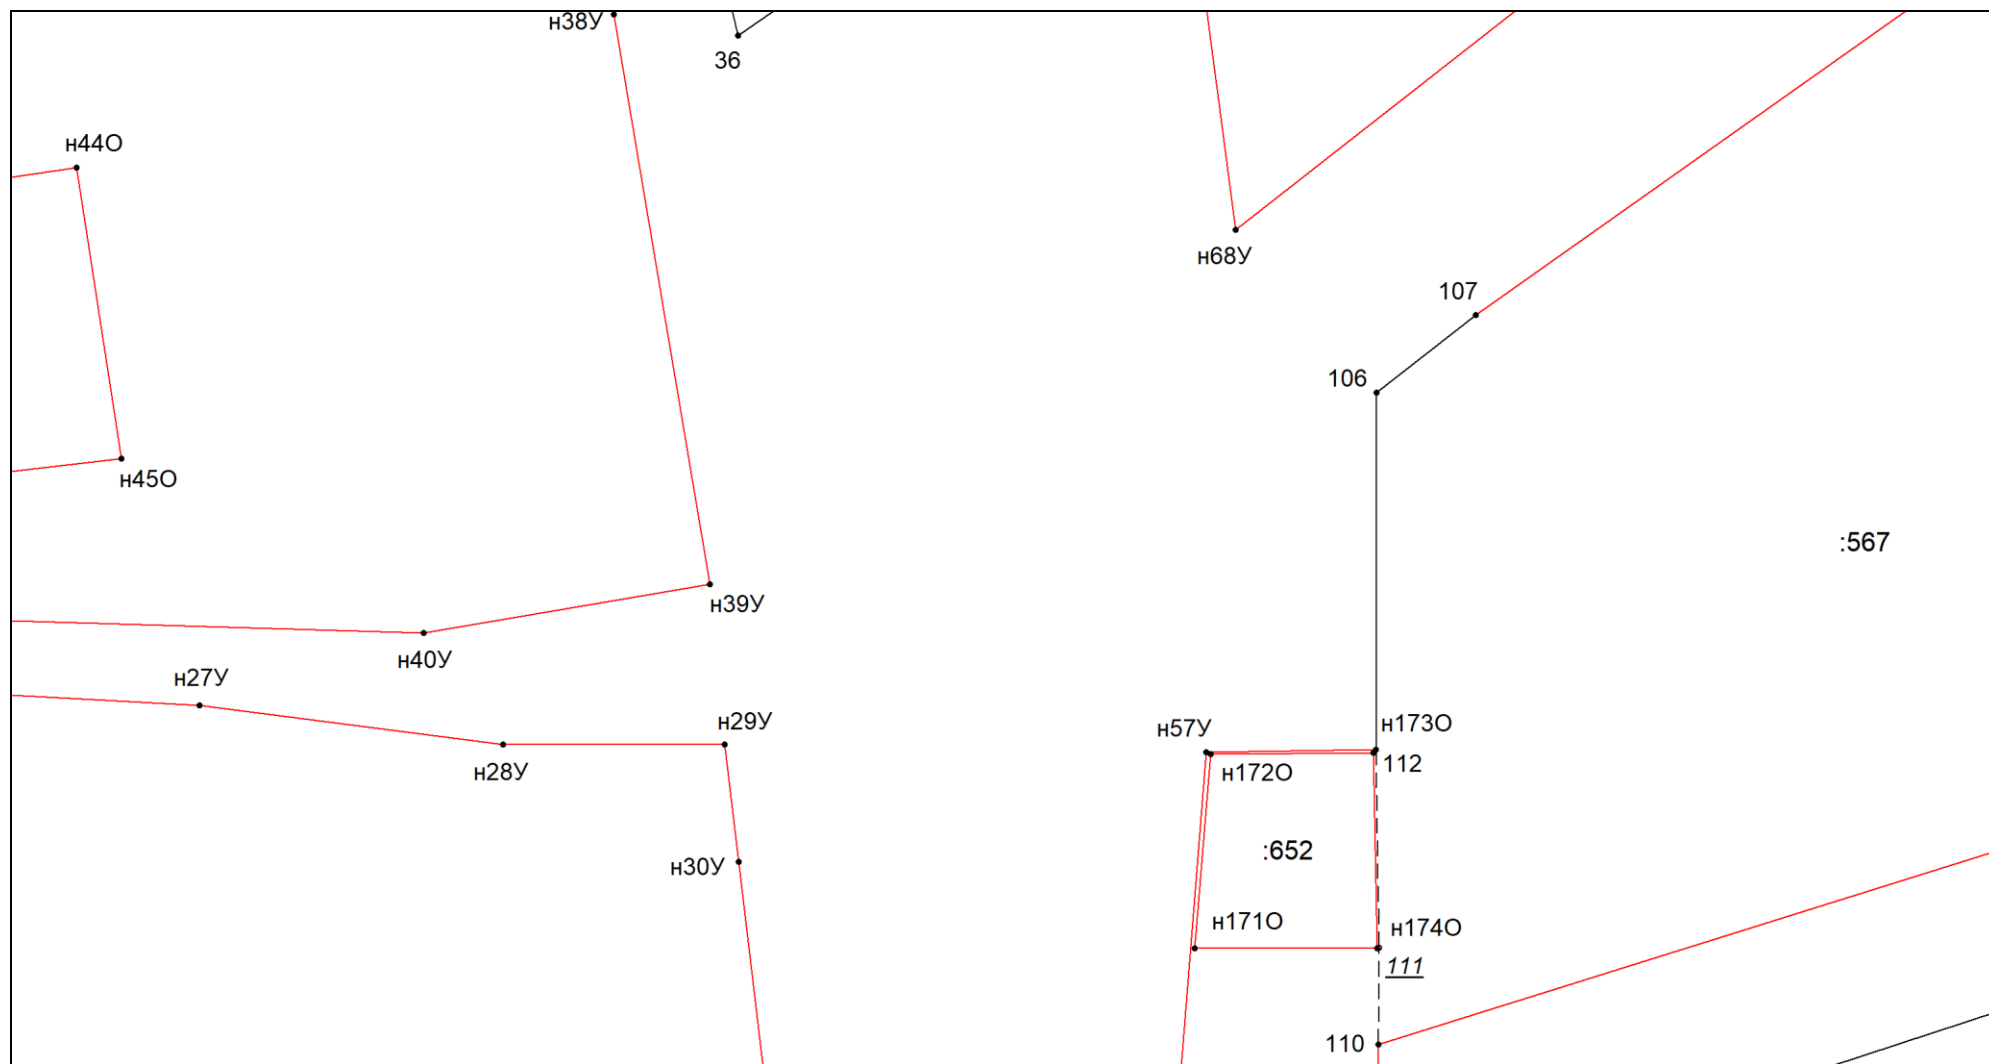 н38У
36
н44О
н68У
107
106
н45О
:567
н39У
н40У
н27У
н29У
н173О
н57У
112
н28У
н172О
:652
н30У
н171О
н174О
111
110